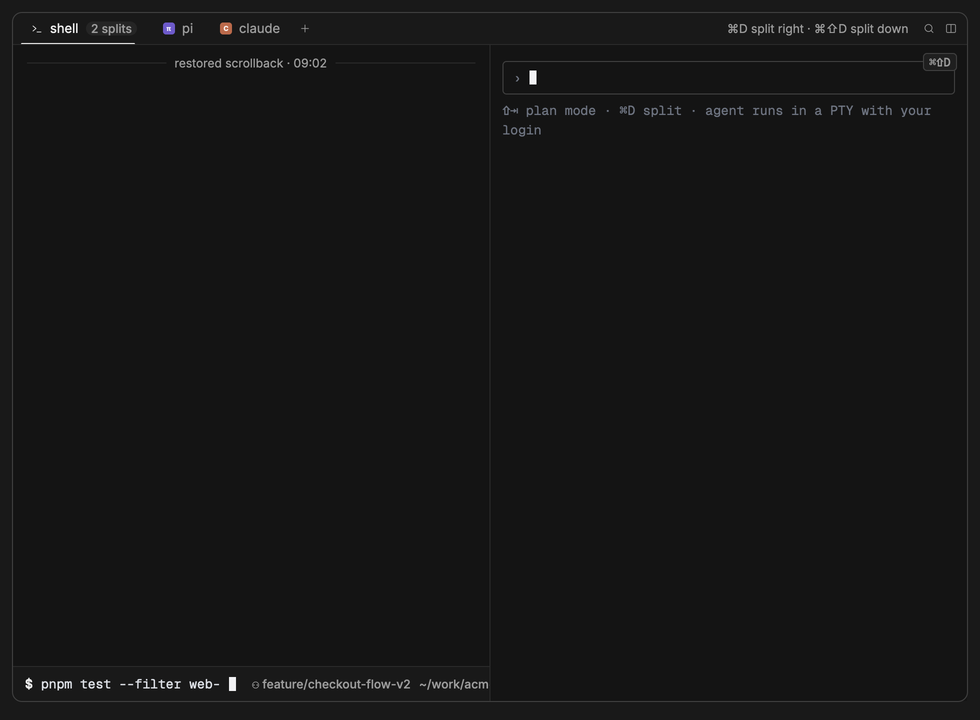 >_ shell 2 splits π pi C claude + ⌘D split right · ⌘⇧D split down
restored scrollback · 09:02
⌘⇧D
›
⇧⇥ plan mode · ⌘D split · agent runs in a PTY with your
login
$ pnpm test --filter web- feature/checkout-flow-v2 ~/work/acm